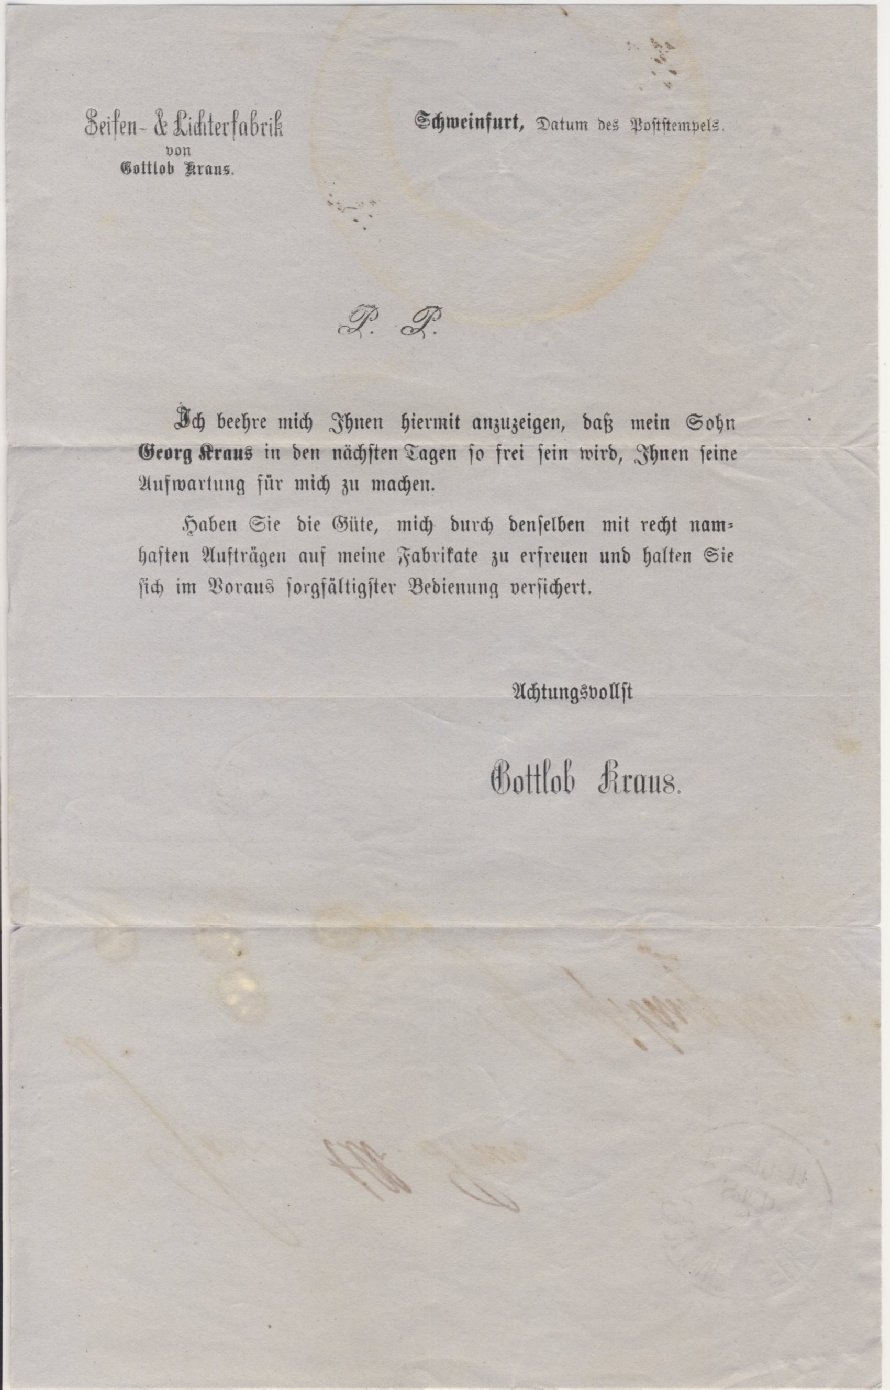 Seifen- & Lichterfabrik
von
Gottlob Kraus.
Schweinfurt, Datum des Poststempels.
P. P.
Ich beehre mich Ihnen hiermit anzuzeigen, daß mein Sohn
Georg Kraus in den nächsten Tagen so frei sein wird, Ihnen seine
Aufwartung für mich zu machen.
Haben Sie die Güte, mich durch denselben mit recht nam-
haften Aufträgen auf meine Fabrikate zu erfreuen und halten Sie
sich im Voraus sorgfältigster Bedienung versichert.
Achtungsvollst
Gottlob Kraus.